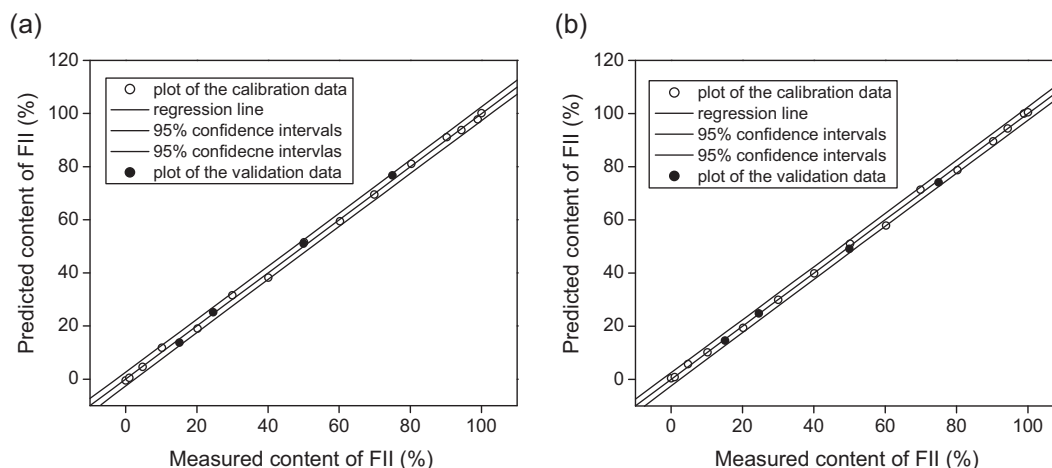 (a)
120
100
80
60
40
20
0
Predicted content of FII (%)
plot of the calibration data
regression line
95% confidence intervals
95% confidecne intervlas
plot of the validation data
0 20 40 60 80 100
Measured content of FII (%)
(b)
120
100
80
60
40
20
0
Predicted content of FII (%)
plot of the calibration data
regression line
95% confidence intervals
95% confidence intervals
plot of the validation data
0 20 40 60 80 100
Measured content of FII (%)